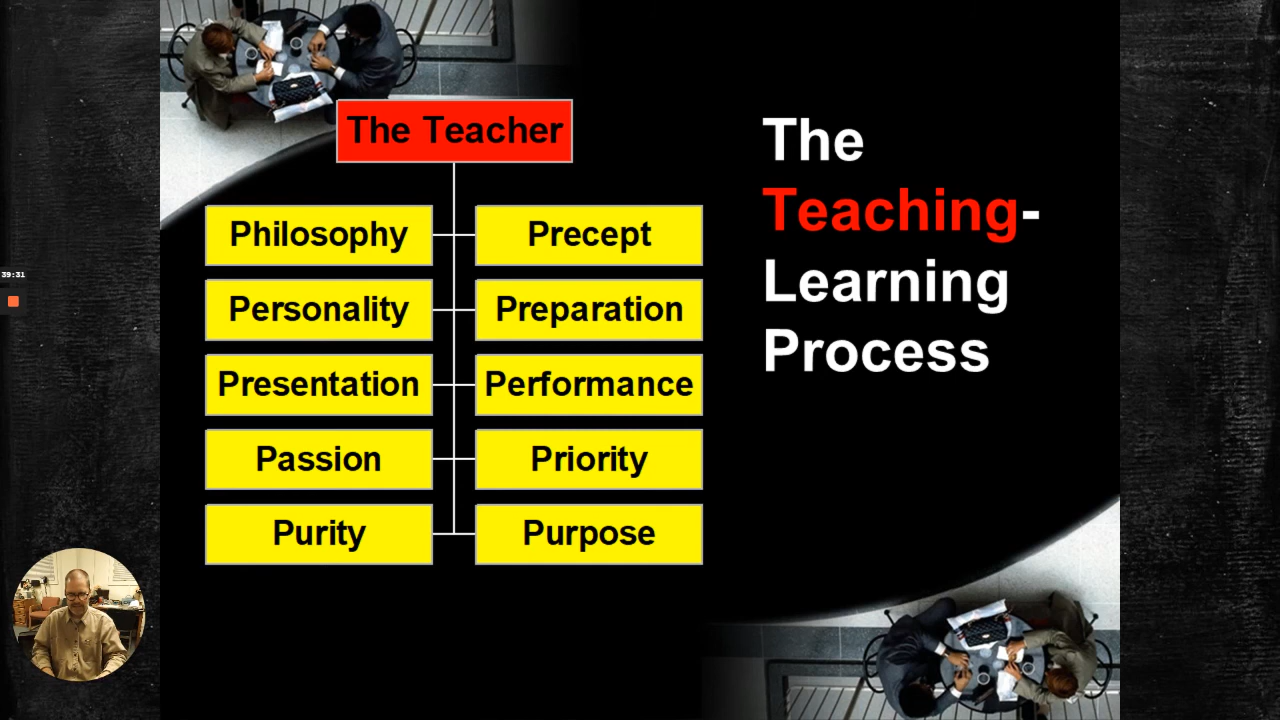 The Teacher
Philosophy
Precept
Personality
Preparation
Presentation
Performance
Passion
Priority
Purity
Purpose
The
Teaching-
Learning
Process
39:31